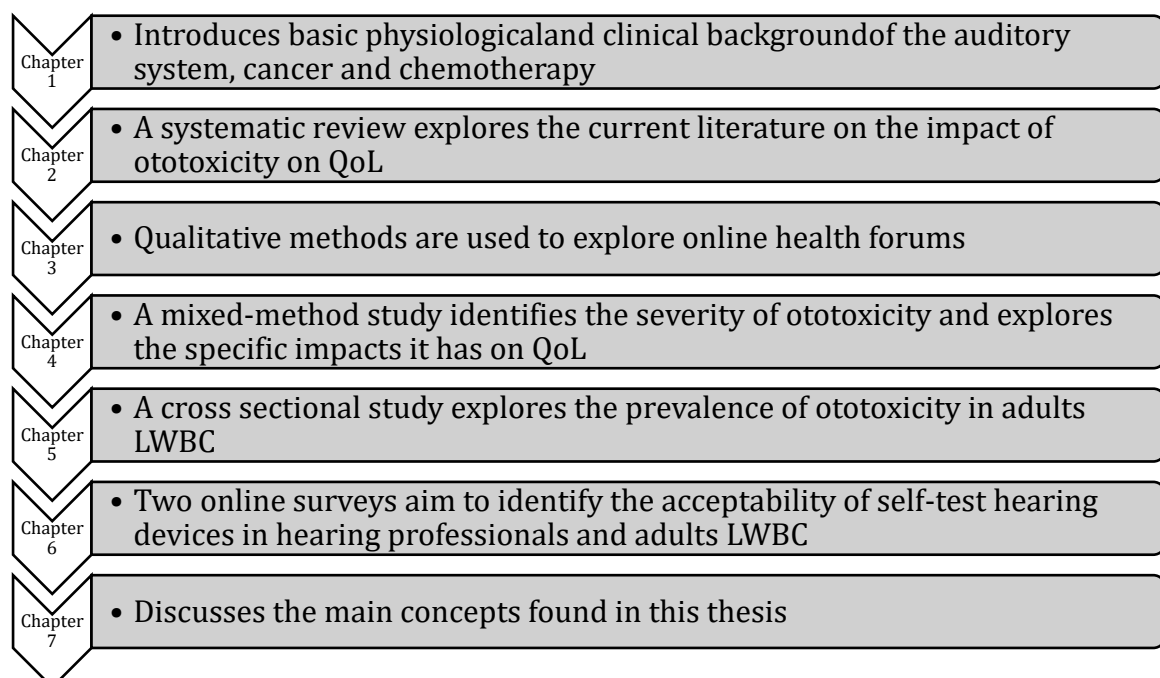 Chapter
1
• Introduces basic physiologicaland clinical backgroundof the auditory
system, cancer and chemotherapy
Chapter
2
• A systematic review explores the current literature on the impact of
ototoxicity on QoL
Chapter
3
• Qualitative methods are used to explore online health forums
Chapter
4
• A mixed-method study identifies the severity of ototoxicity and explores
the specific impacts it has on QoL
Chapter
5
• A cross sectional study explores the prevalence of ototoxicity in adults
LWBC
Chapter
6
• Two online surveys aim to identify the acceptability of self-test hearing
devices in hearing professionals and adults LWBC
Chapter
7
• Discusses the main concepts found in this thesis